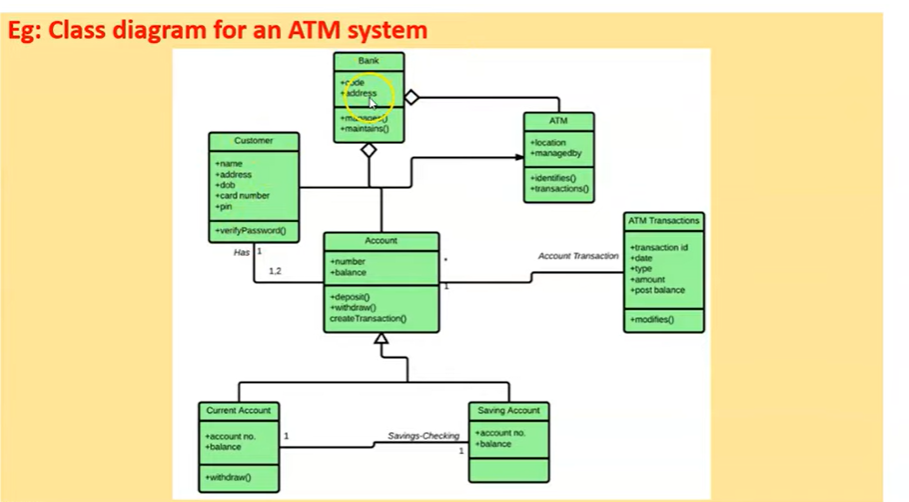 Eg: Class diagram for an ATM system
Bank
+code
+address
+manages()
+maintains()
ATM
+location
+managedby
+identifies()
+transactions()
Customer
+name
+address
+dob
+card number
+pin
+verifyPassword()
Has
1
1,2
Account
+number
+balance
+deposit()
+withdraw()
createTransaction()
*
1
Account Transaction
ATM Transactions
+transaction id
+date
+type
+amount
+post balance
+modifies()
Current Account
+account no.
+balance
+withdraw()
1
Savings-Checking
1
Saving Account
+account no.
+balance